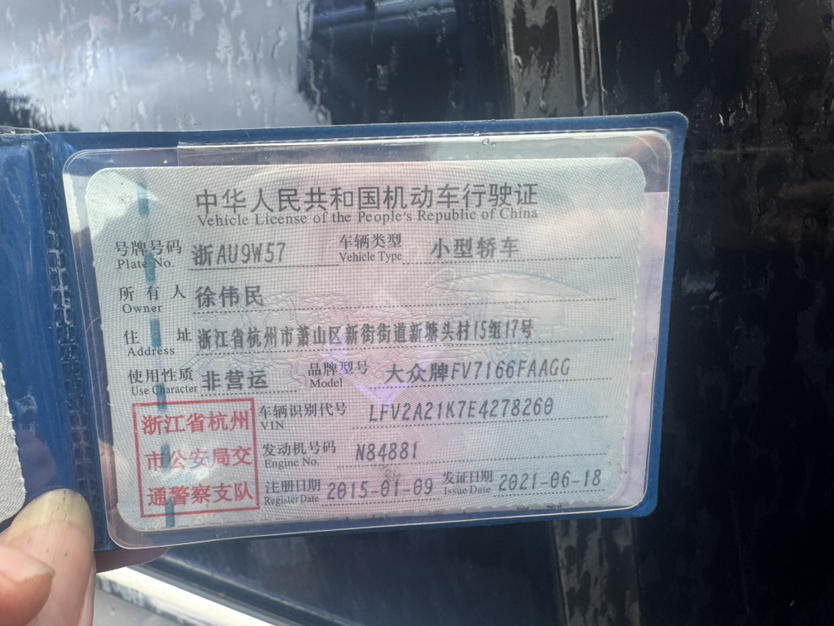 中华人民共和国机动车行驶证
Vehicle License of the People's Republic of China
号牌号码 浙AU9W57 车辆类型 小型轿车
Plate No. Vehicle Type
所有人 徐伟民
Owner
住址 浙江省杭州市萧山区新街街道新塘头村15组17号
Address
使用性质 非营运 品牌型号 大众牌FV7166FAAGG
Use Character Model
浙江省杭州
市公安局交
通警察支队
车辆识别代号 LFV2A21K7E4278260
VIN
发动机号码 N84881
Engine No.
注册日期 2015-01-09 发证日期 2021-06-18
Register Date Issue Date